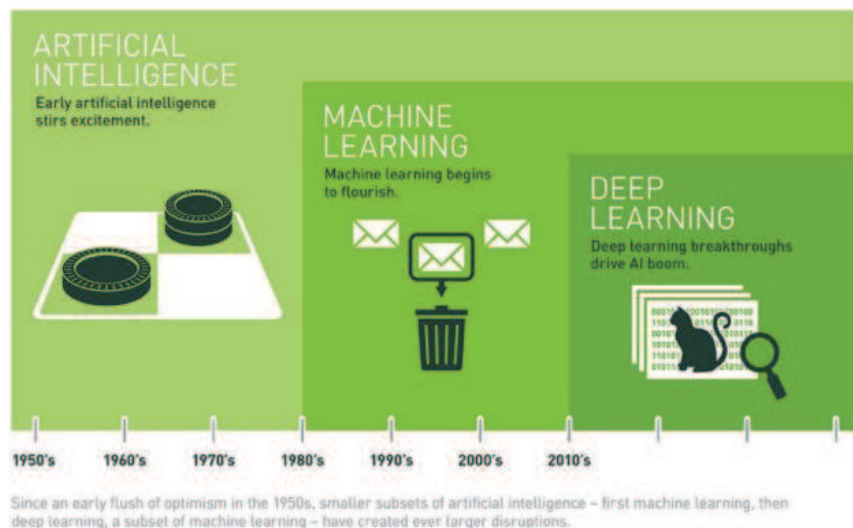 ARTIFICIAL
INTELLIGENCE
Early artificial intelligence
stirs excitement.
MACHINE
LEARNING
Machine learning begins
to flourish.
DEEP
LEARNING
Deep learning breakthroughs
drive AI boom.
1950's 1960's 1970's 1980's 1990's 2000's 2010's
Since an early flush of optimism in the 1950s, smaller subsets of artificial intelligence – first machine learning, then
deep learning, a subset of machine learning – have created ever larger disruptions.